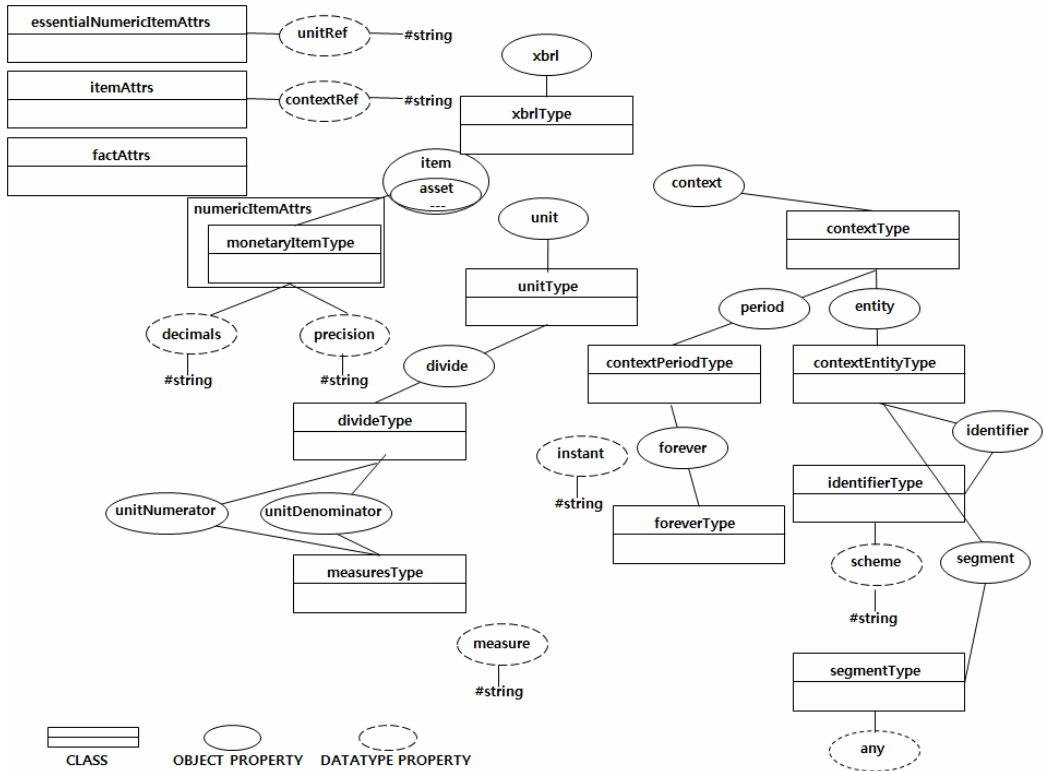 essentialNumericItemAttrs
unitRef
#string
xbrl
itemAttrs
contextRef
#string
xbrlType
factAttrs
item
asset
---
context
numericItemAttrs
monetaryItemType
unit
contextType
unitType
decimals
precision
period
entity
#string
#string
divide
contextPeriodType
contextEntityType
divideType
identifier
instant
forever
#string
identifierType
unitNumerator
unitDenominator
foreverType
measuresType
scheme
segment
#string
measure
#string
segmentType
any
CLASS
OBJECT PROPERTY
DATATYPE PROPERTY